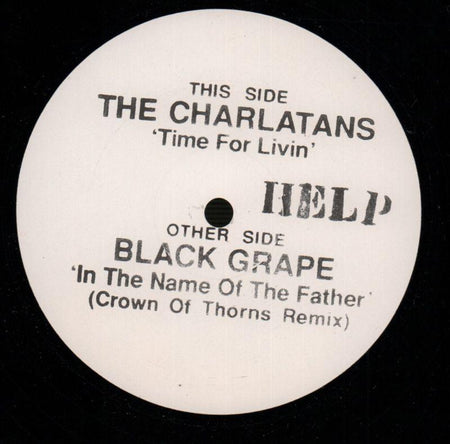 THIS SIDE
THE CHARLATANS
'Time For Livin'
HELP
OTHER SIDE
BLACK GRAPE
'In The Name Of The Father'
(Crown Of Thorns Remix)